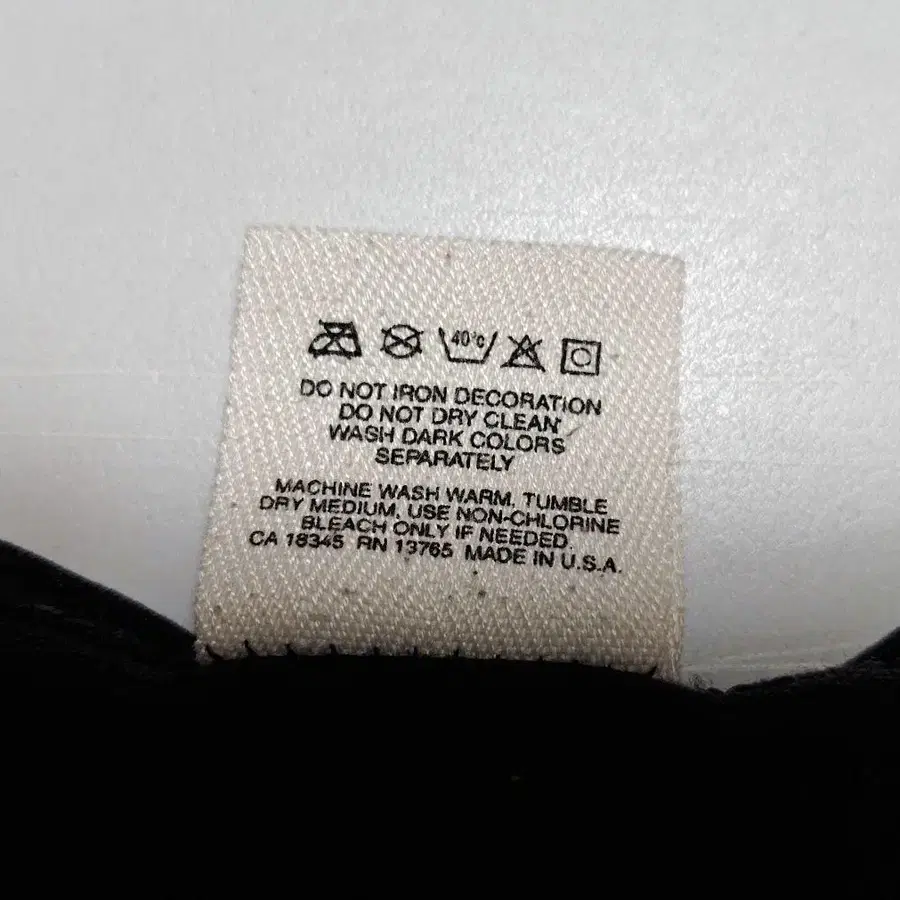 40°C
DO NOT IRON DECORATION
DO NOT DRY CLEAN
WASH DARK COLORS
SEPARATELY
MACHINE WASH WARM. TUMBLE
DRY MEDIUM. USE NON-CHLORINE
BLEACH ONLY IF NEEDED.
CA 18345 RN 13765 MADE IN U.S.A.